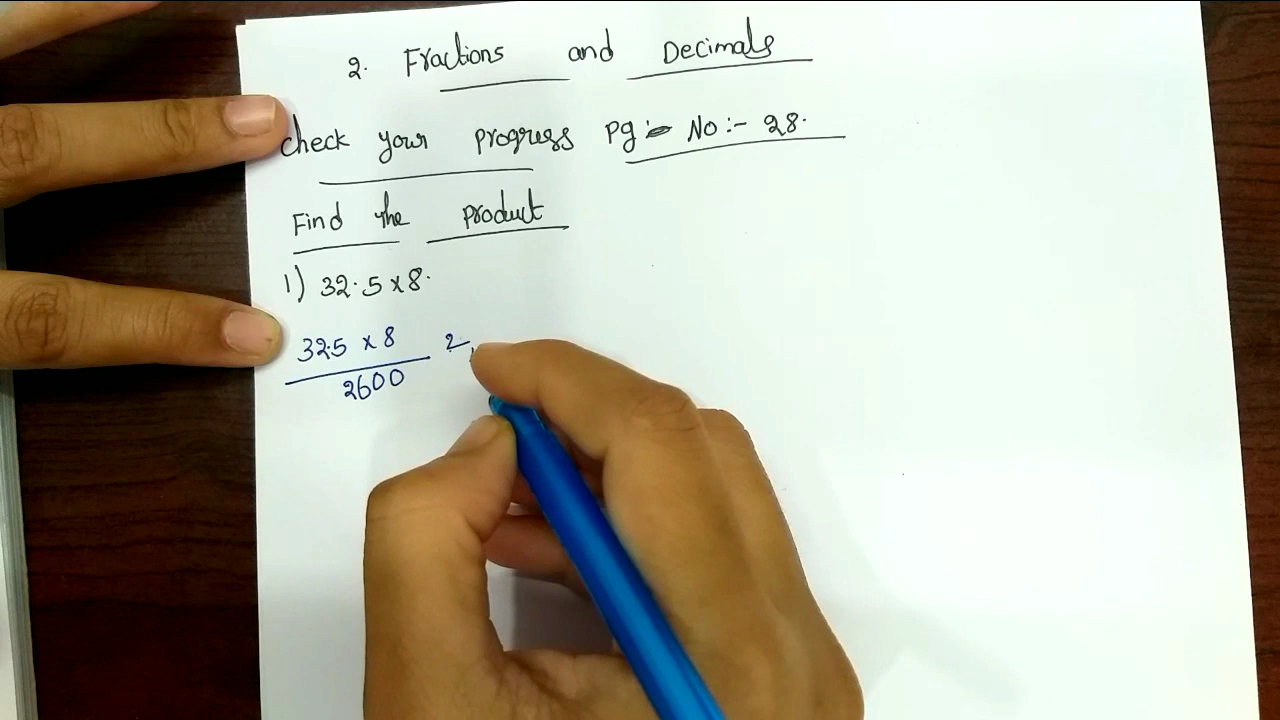 2. Fractions and Decimals
check your progress pg:- No:- 28.
Find the product
1) 32.5 x 8.
32.5 x 8
2600